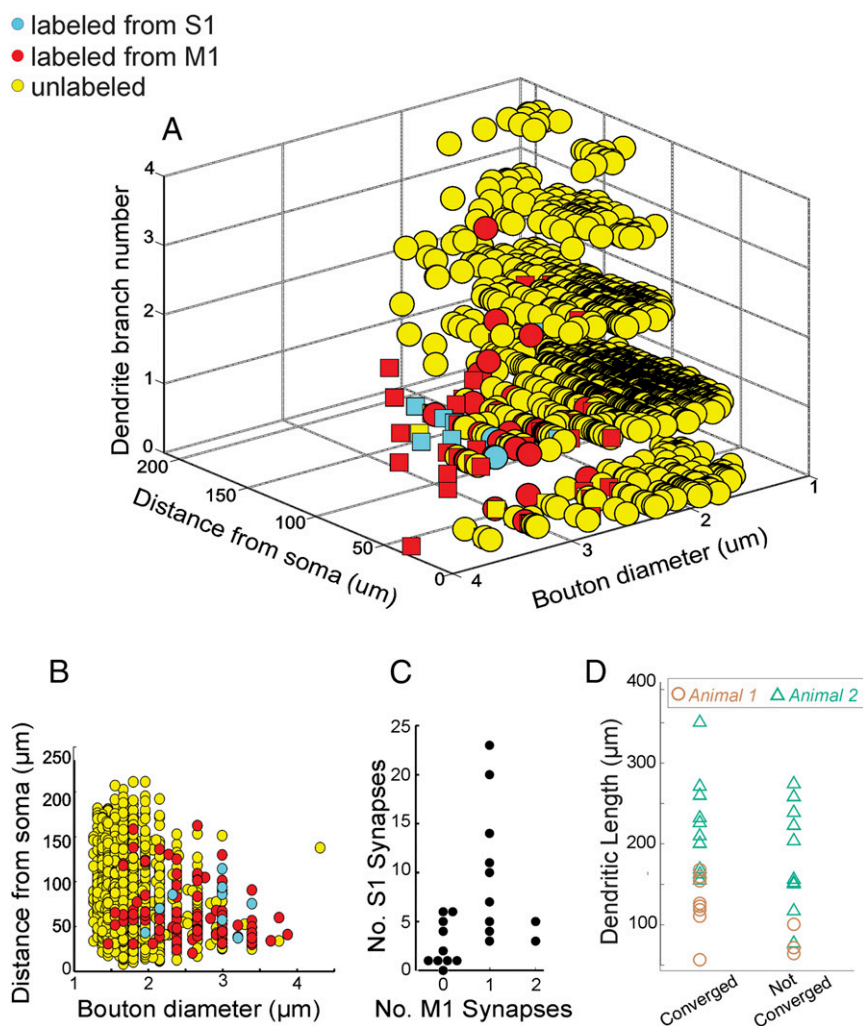 labeled from S1
labeled from M1
unlabeled
A
Dendrite branch number
4
3
2
1
0
200
150
100
50
0
Distance from soma (um)
4
3
2
1
Bouton diameter (um)
B
Distance from soma (µm)
250
150
100
50
0
1
2
3
4
Bouton diameter (µm)
C
No. S1 Synapses
25
20
15
10
5
0
0
1
2
No. M1 Synapses
D
Dendritic Length (µm)
400
300
200
100
Animal 1
Animal 2
Converged
Not
Converged